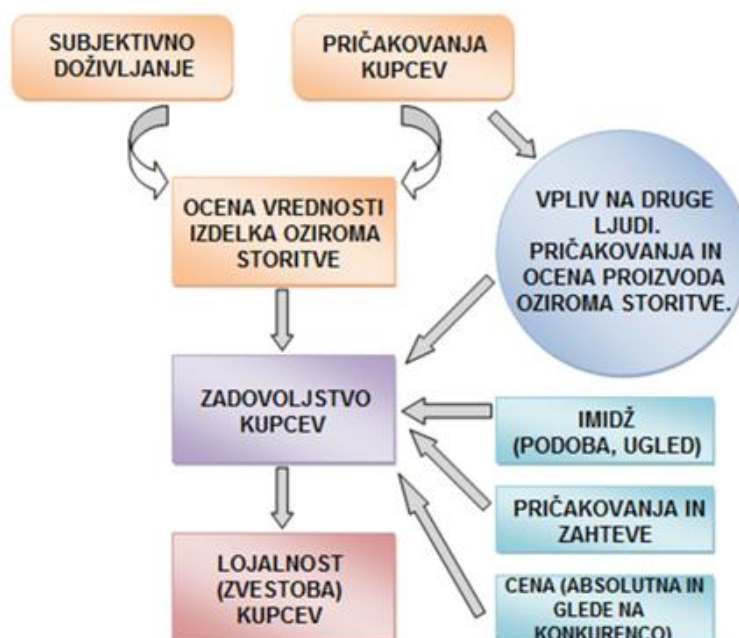 SUBJEKTIVNO
DOŽIVLJANJE
PRIČAKOVANJA
KUPCEV
OCENA VREDNOSTI
IZDELKA OZIROMA
STORITVE
VPLIV NA DRUGE
LJUDI.
PRIČAKOVANJA IN
OCENA PROIZVODA
OZIROMA STORITVE.
ZADOVOLJSTVO
KUPCEV
IMIDŽ
(PODOBA, UGLED)
PRIČAKOVANJA IN
ZAHTEVE
LOJALNOST
(ZVESTOBA)
KUPCEV
CENA (ABSOLUTNA IN
GLEDE NA
KONKURENCO)